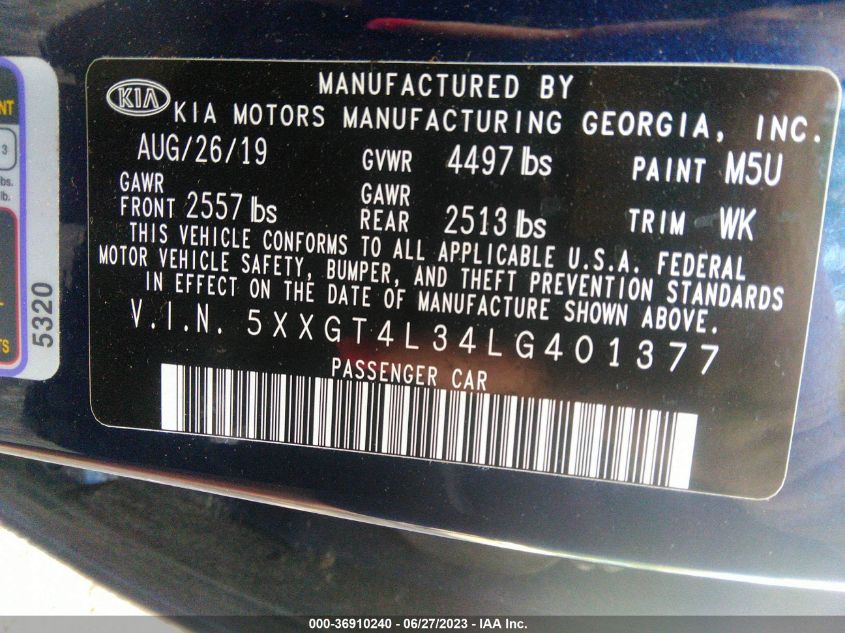 MANUFACTURED BY
KIA KIA MOTORS MANUFACTURING GEORGIA, INC.
AUG/26/19 GVWR 4497 lbs PAINT M5U
GAWR FRONT 2557 lbs GAWR REAR 2513 lbs TRIM WK
THIS VEHICLE CONFORMS TO ALL APPLICABLE U.S.A. FEDERAL
MOTOR VEHICLE SAFETY, BUMPER, AND THEFT PREVENTION STANDARDS
IN EFFECT ON THE DATE OF MANUFACTURE SHOWN ABOVE.
V.I.N. 5XXGT4L34LG401377
PASSENGER CAR
3
lbs.
lb.
5320
000-36910240 - 06/27/2023 - IAA Inc.